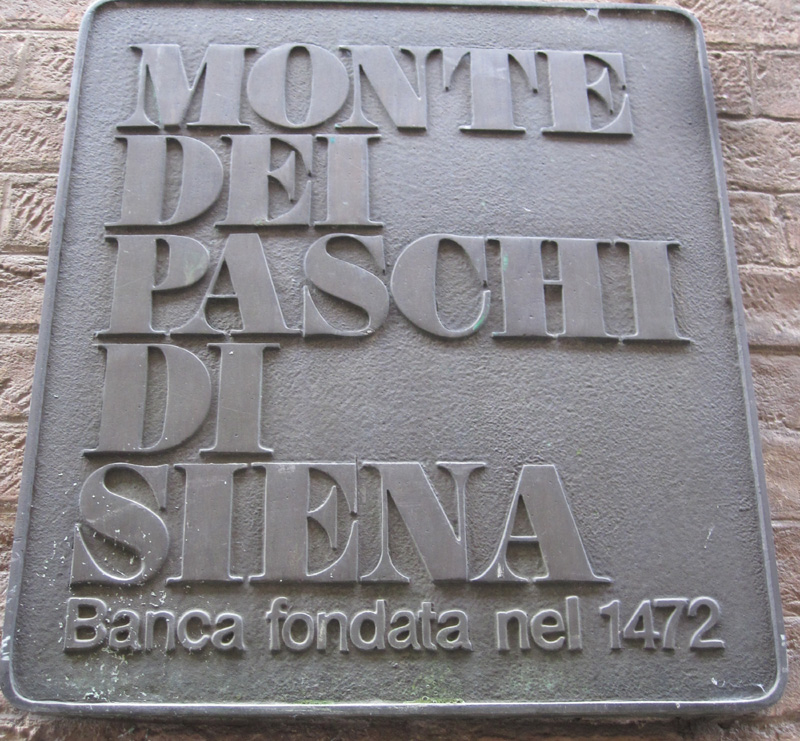 MONTE
DEI
PASCHI
DI
SIENA
Banca fondata nel 1472